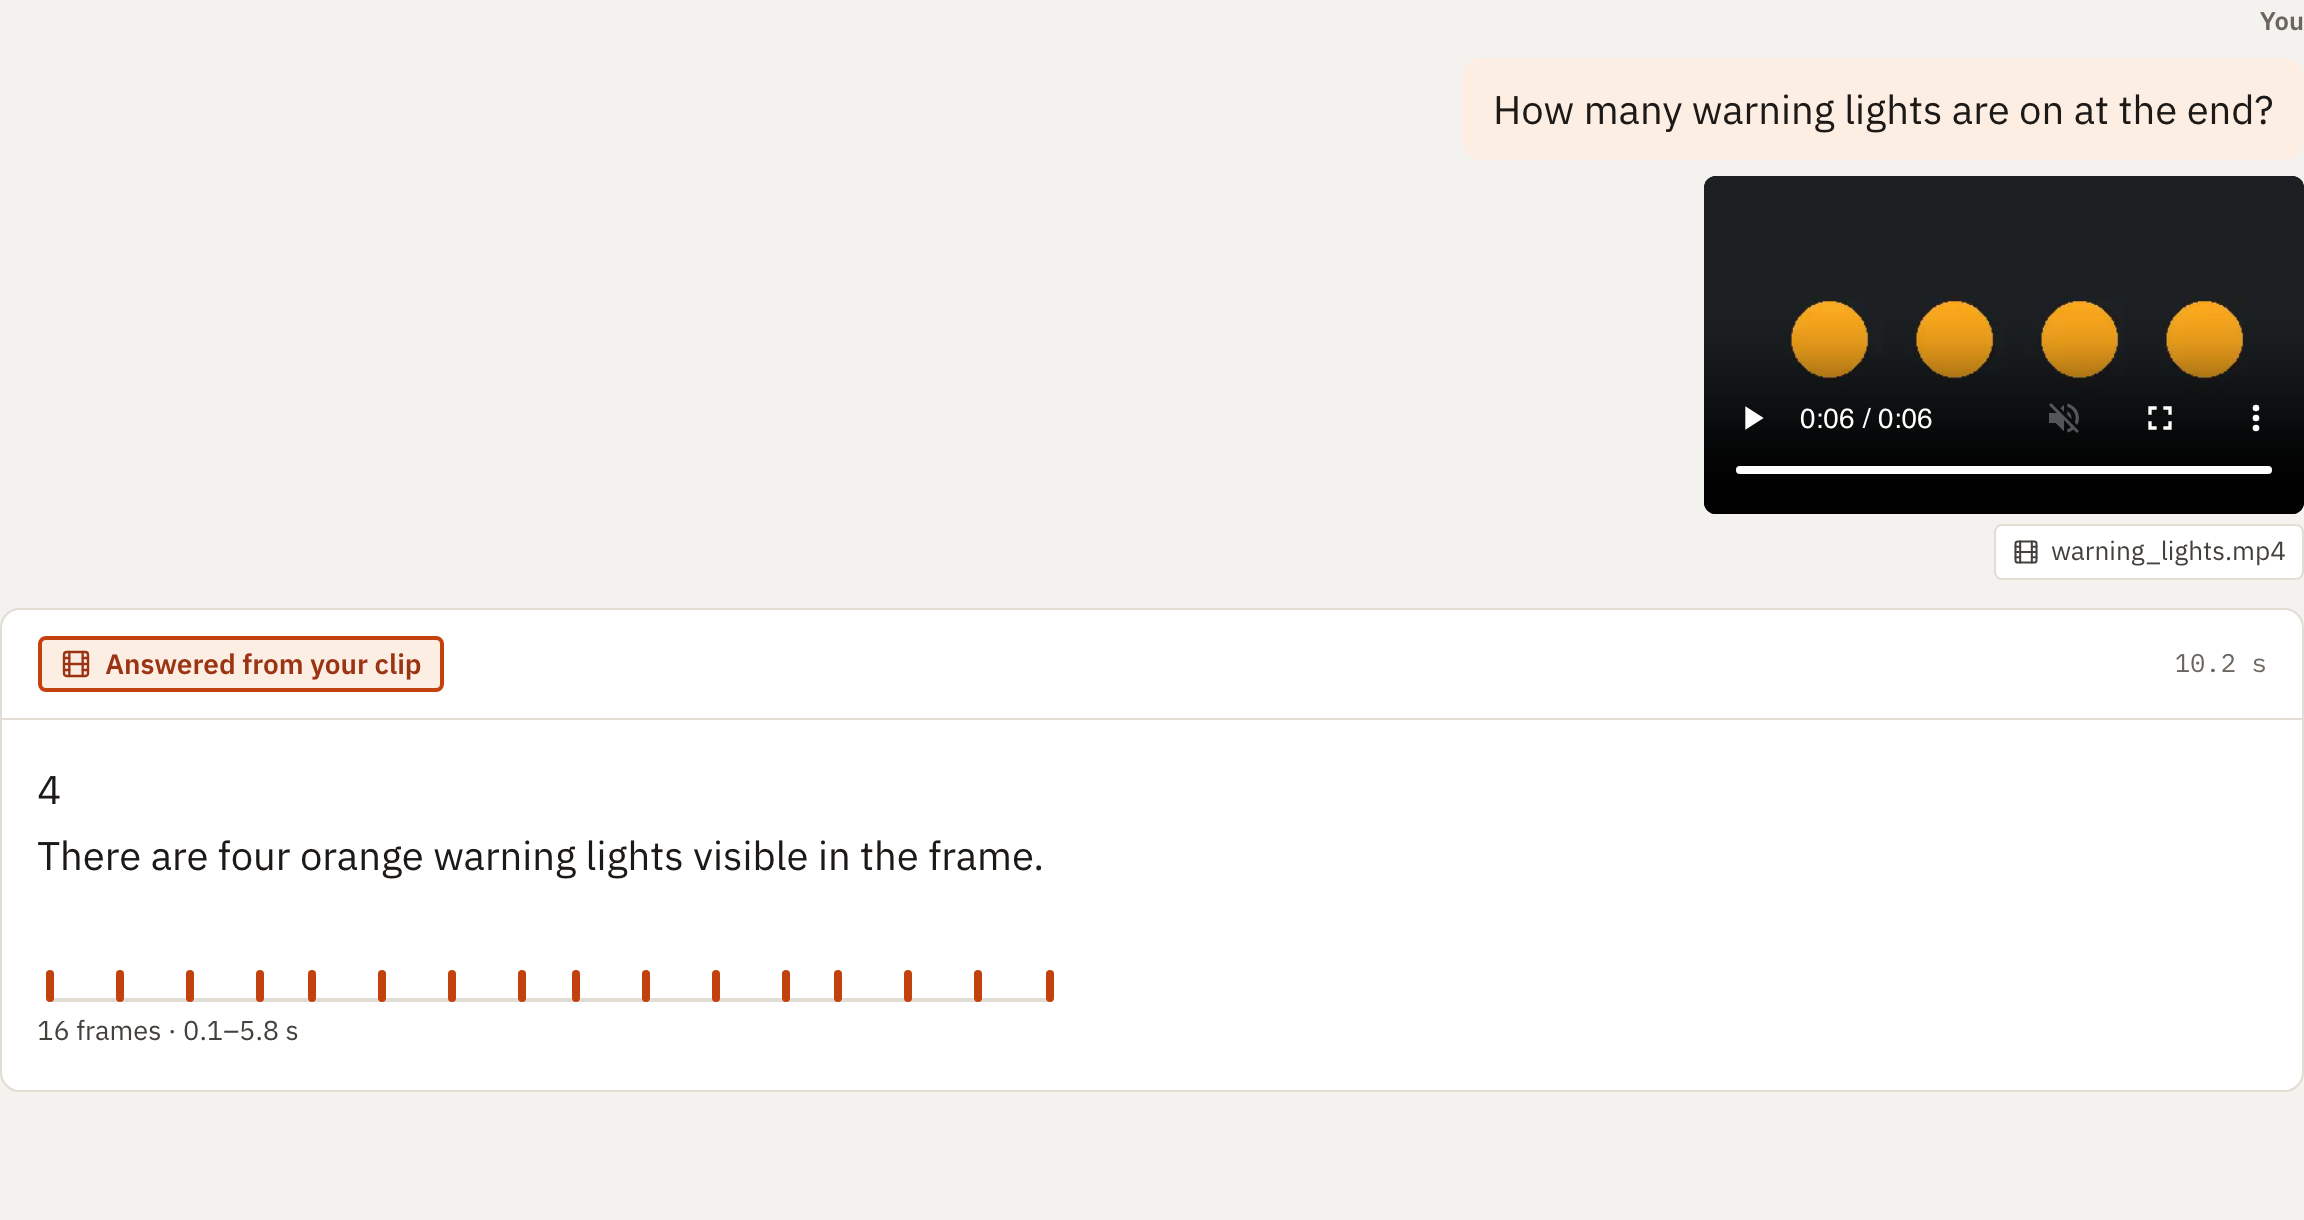 You
How many warning lights are on at the end?
0:06 / 0:06
warning_lights.mp4
Answered from your clip
10.2 s
4
There are four orange warning lights visible in the frame.
16 frames · 0.1–5.8 s